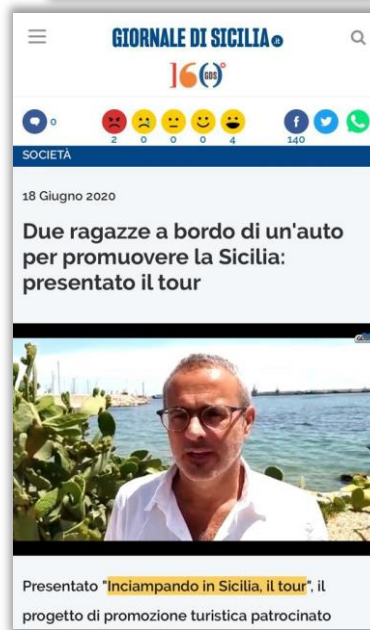 GIORNALE DI SICILIA.it
160° GDS
0
2 0 0 0 4
f
140
SOCIETÀ
18 Giugno 2020
Due ragazze a bordo di un'auto
per promuovere la Sicilia:
presentato il tour
Presentato "Inciampando in Sicilia, il tour", il
progetto di promozione turistica patrocinato